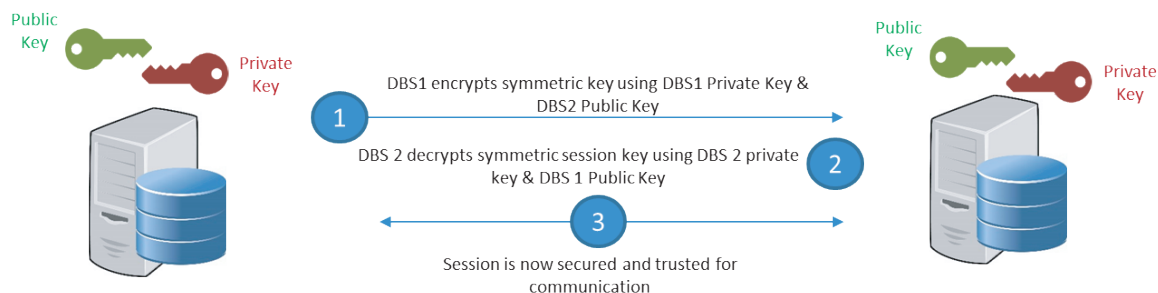 Public
Key
Private
Key
DBS1 encrypts symmetric key using DBS1 Private Key &
DBS2 Public Key
1
DBS 2 decrypts symmetric session key using DBS 2 private
key & DBS 1 Public Key
2
3
Session is now secured and trusted for
communication
Public
Key
Private
Key